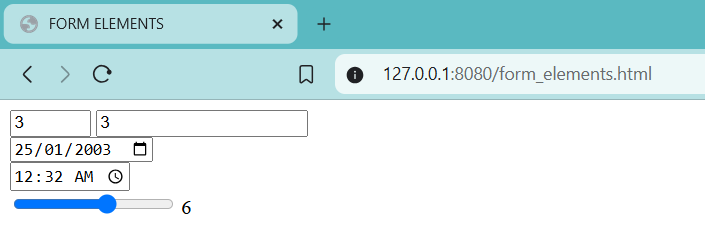 FORM ELEMENTS
127.0.0.1:8080/form_elements.html
3 3
25/01/2003
12:32 AM
6